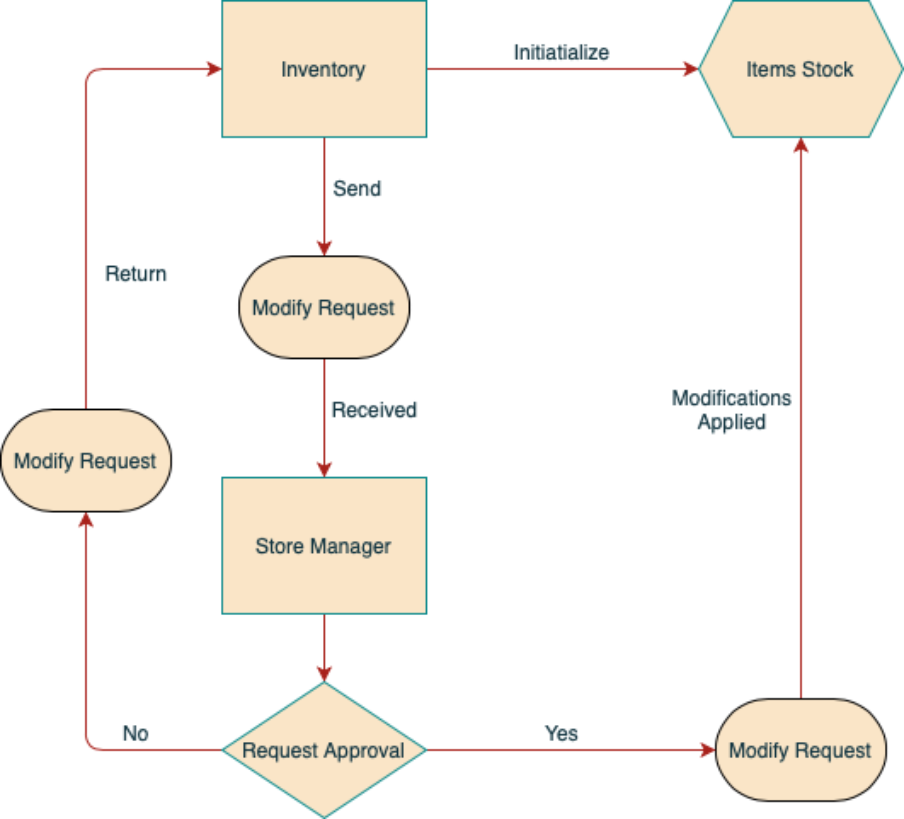 Inventory
Initiatialize
Items Stock
Send
Return
Modify Request
Received
Modifications
Applied
Modify Request
Store Manager
No
Request Approval
Yes
Modify Request